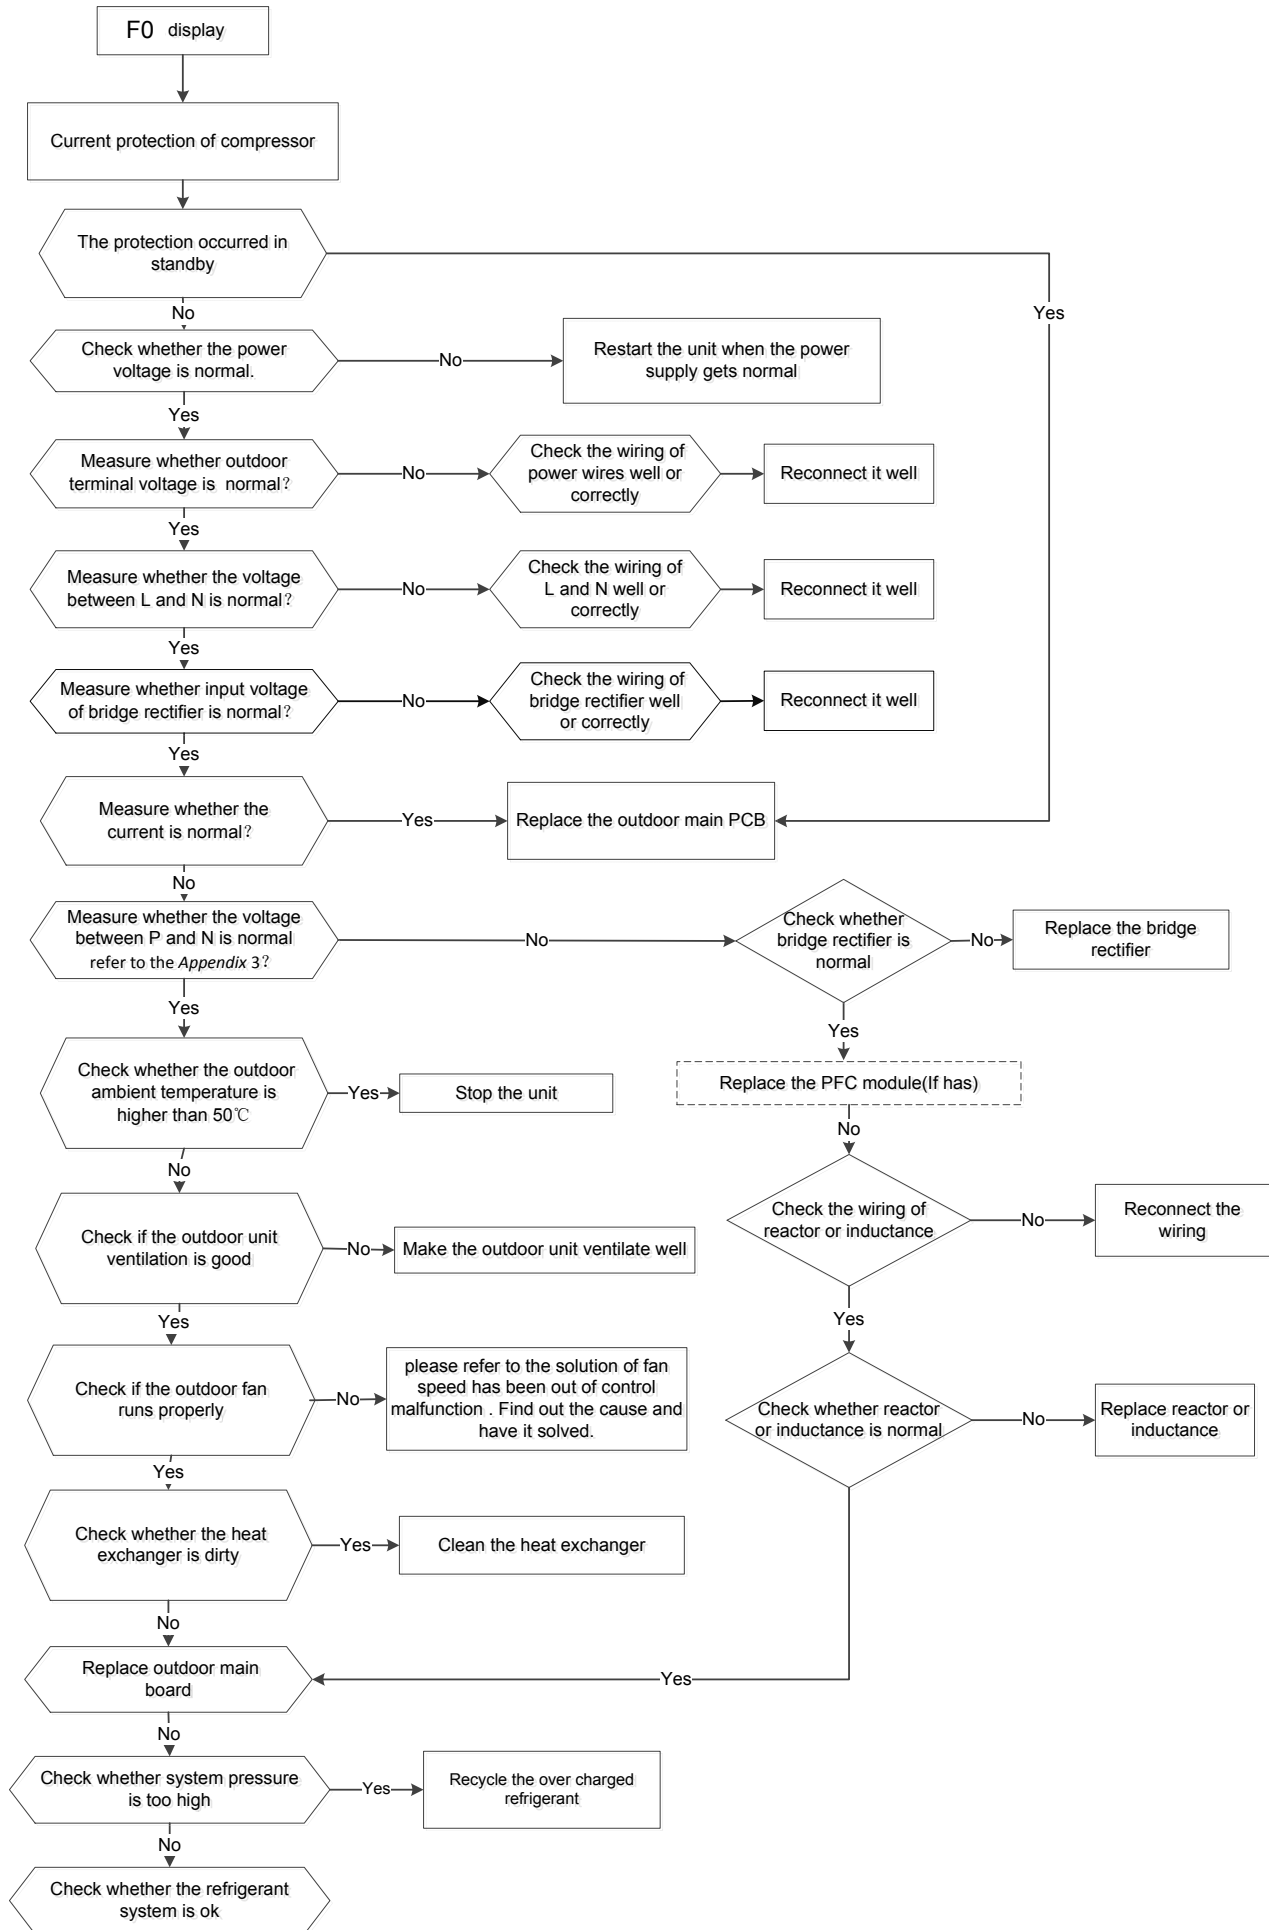 F0 display
Current protection of compressor
The protection occurred in
standby
No
Yes
Check whether the power
voltage is normal.
No
Restart the unit when the power
supply gets normal
Yes
Measure whether outdoor
terminal voltage is normal?
No
Check the wiring of
power wires well or
correctly
Reconnect it well
Yes
Measure whether the voltage
between L and N is normal?
No
Check the wiring of
L and N well or
correctly
Reconnect it well
Yes
Measure whether input voltage
of bridge rectifier is normal?
No
Check the wiring of
bridge rectifier well
or correctly
Reconnect it well
Yes
Measure whether the
current is normal?
Yes
Replace the outdoor main PCB
No
Measure whether the voltage
between P and N is normal
refer to the Appendix 3?
No
Check whether
bridge rectifier is
normal
No
Replace the bridge
rectifier
Yes
Yes
Check whether the outdoor
ambient temperature is
higher than 50℃
Yes
Stop the unit
Replace the PFC module(If has)
No
No
Check if the outdoor unit
ventilation is good
No
Make the outdoor unit ventilate well
Check the wiring of
reactor or inductance
No
Reconnect the
wiring
Yes
Yes
Check if the outdoor fan
runs properly
No
please refer to the solution of fan
speed has been out of control
malfunction . Find out the cause and
have it solved.
Check whether reactor
or inductance is normal
No
Replace reactor or
inductance
Yes
Check whether the heat
exchanger is dirty
Yes
Clean the heat exchanger
No
Replace outdoor main
board
Yes
No
Check whether system pressure
is too high
Yes
Recycle the over charged
refrigerant
No
Check whether the refrigerant
system is ok